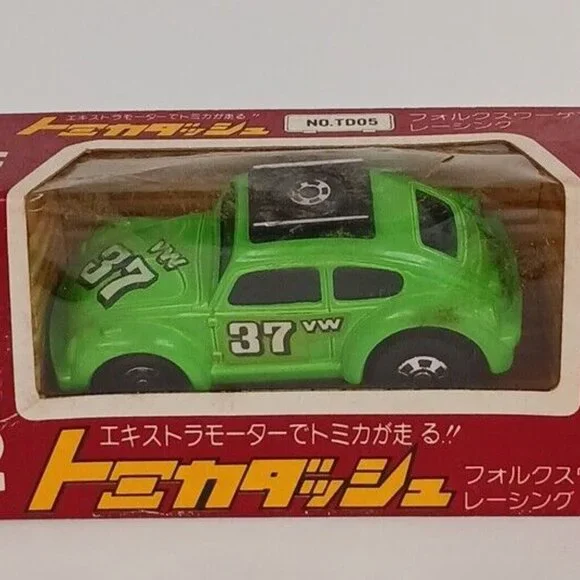 エキストラモーターでトミカが走る!!
トミカダッシュ
NO.TD05
フォルクスワーゲ
レーシング
37 VW
37 VW
エキストラモーターでトミカが走る.!!
トミカダッシュ
フォルクスワ
レーシング